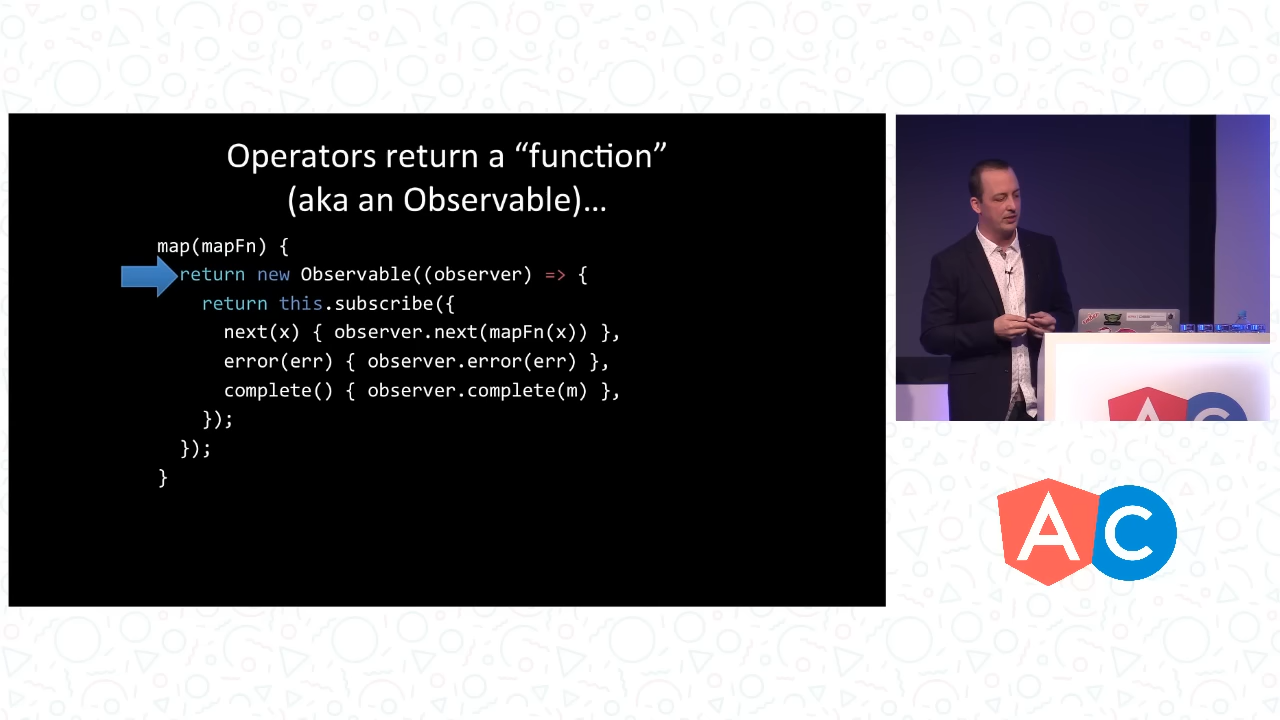 Operators return a “function”
(aka an Observable)…
map(mapFn) {
return new Observable((observer) => {
return this.subscribe({
next(x) { observer.next(mapFn(x)) },
error(err) { observer.error(err) },
complete() { observer.complete(m) },
});
});
}
A C
A C